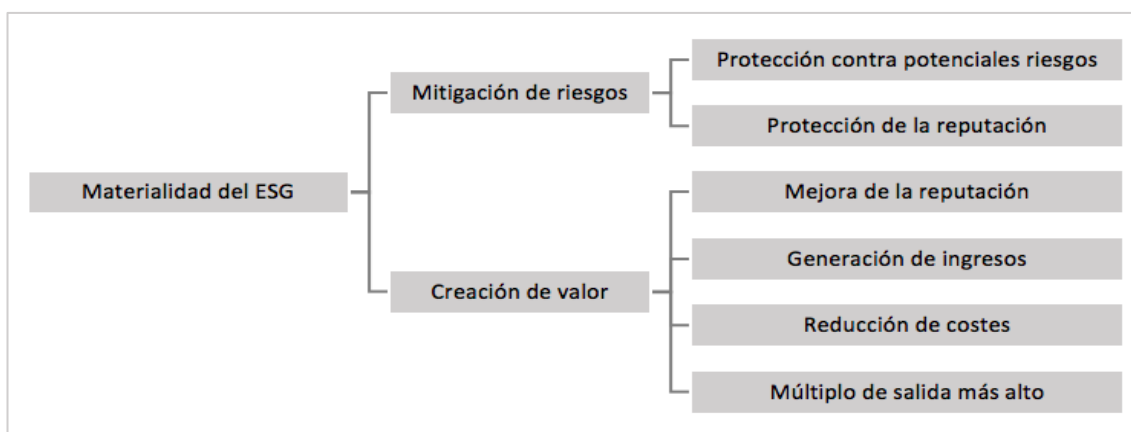 Materialidad del ESG
Mitigación de riesgos
Protección contra potenciales riesgos
Protección de la reputación
Creación de valor
Mejora de la reputación
Generación de ingresos
Reducción de costes
Múltiplo de salida más alto